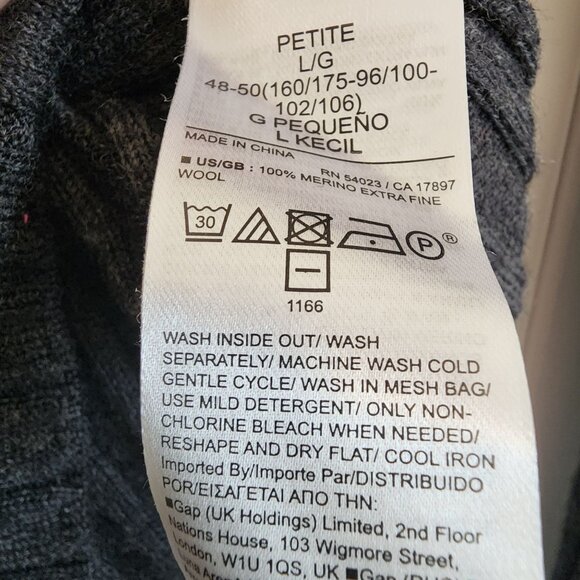 PETITE
L/G
48-50(160/175-96/100-
102/106)
G PEQUEÑO
L KECIL
MADE IN CHINA RN 54023 / CA 17897
■ US/GB : 100% MERINO EXTRA FINE
WOOL
30 P ®
1166
WASH INSIDE OUT/ WASH
SEPARATELY/ MACHINE WASH COLD
GENTLE CYCLE/ WASH IN MESH BAG/
USE MILD DETERGENT/ ONLY NON-
CHLORINE BLEACH WHEN NEEDED/
RESHAPE AND DRY FLAT/ COOL IRON
Imported By/Importe Par/DISTRIBUIDO
POR/ΕΙΣΑΓΕΤΑΙ ΑΠΟ ΤΗΝ:
■Gap (UK Holdings) Limited, 2nd Floor
Nations House, 103 Wigmore Street,
London, W1U 1QS, UK